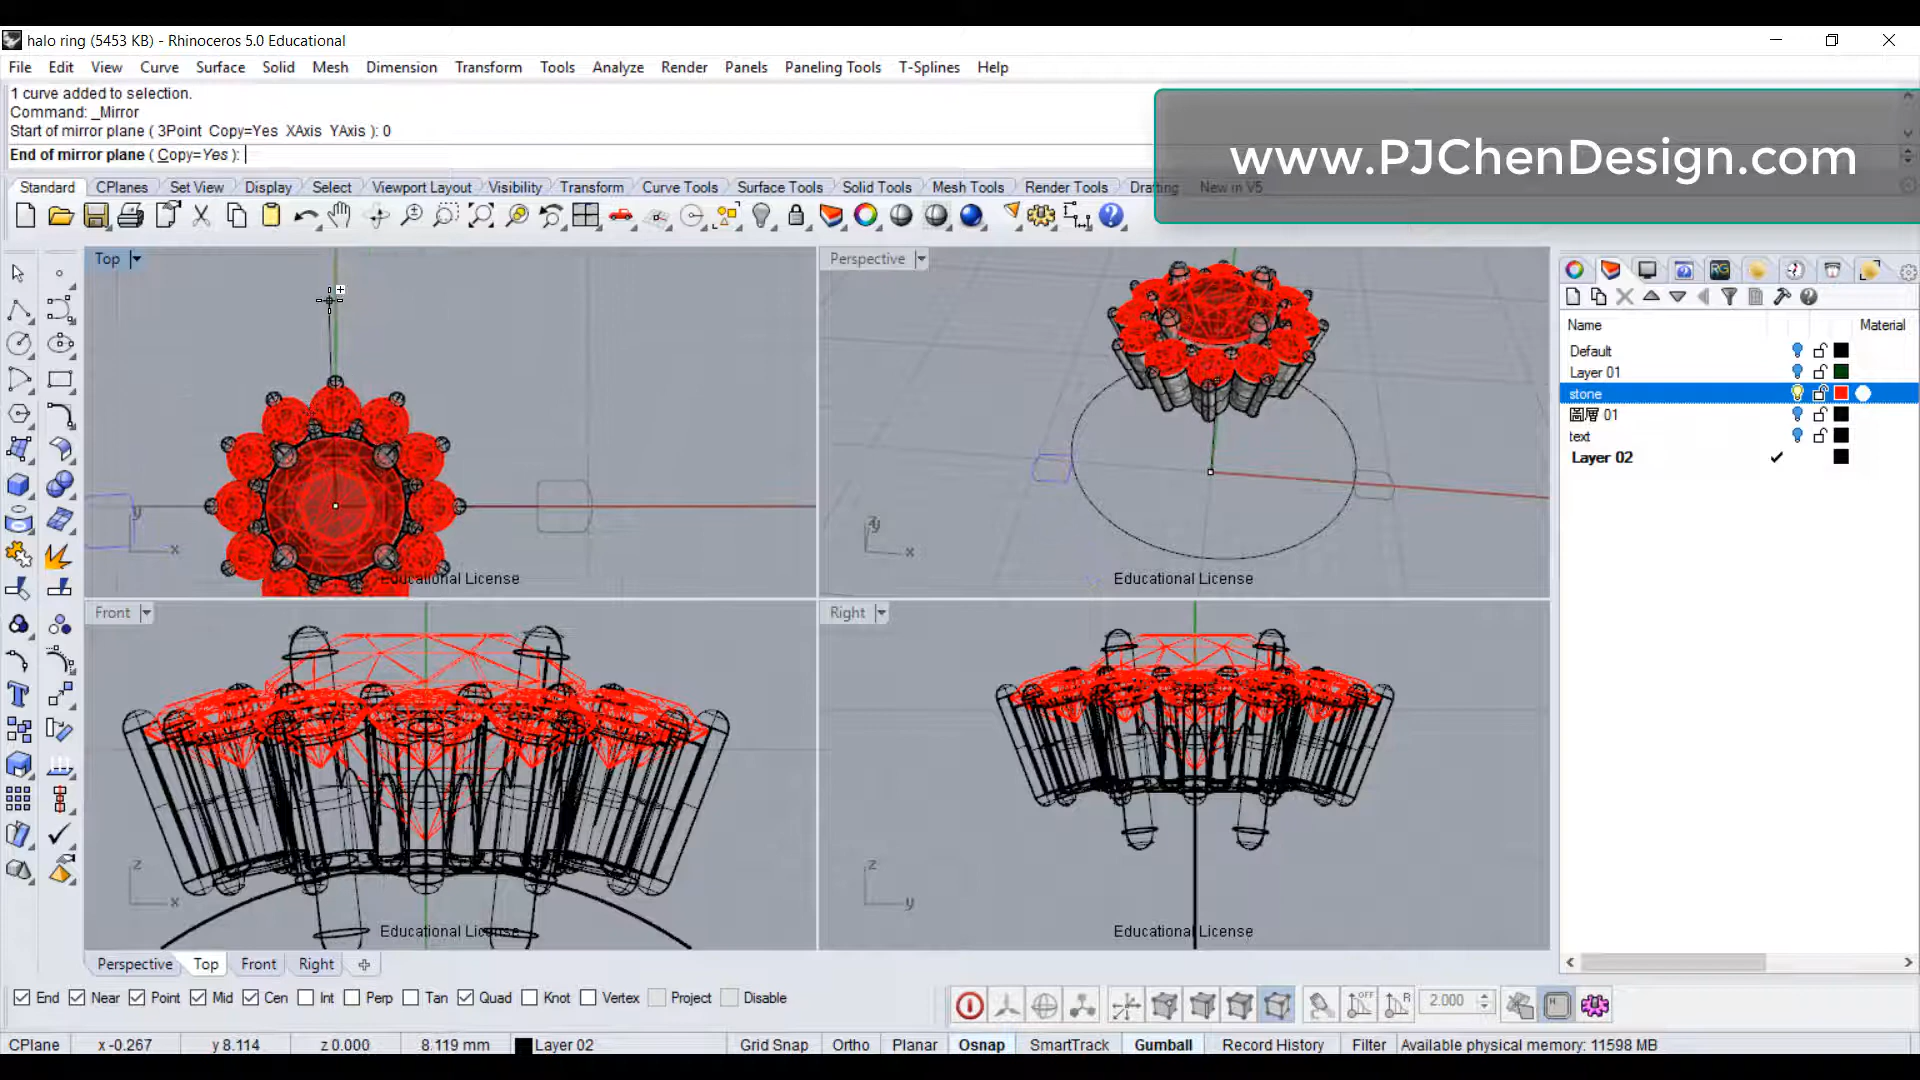 halo ring (5453 KB) - Rhinoceros 5.0 Educational
File Edit View Curve Surface Solid Mesh Dimension Transform Tools Analyze Render Panels Paneling Tools T-Splines Help
1 curve added to selection.
Command: _Mirror
Start of mirror plane ( 3Point Copy=Yes XAxis YAxis ): 0
End of mirror plane ( Copy=Yes ):
www.PJChenDesign.com
Standard CPlanes Set View Display Select Viewport Layout Visibility Transform Curve Tools Surface Tools Solid Tools Mesh Tools Render Tools Drafting New in V5
Top
Perspective
Name Material
Default
Layer 01
stone
圖層 01
text
Layer 02
y
x
Educational License
z y
x
Educational License
Front
Right
z
x
Educational License
z
y
Educational License
Perspective Top Front Right
End Near Point Mid Cen Int Perp Tan Quad Knot Vertex Project Disable
2.000
CPlane x -0.267 y 8.114 z 0.000 8.119 mm Layer 02 Grid Snap Ortho Planar Osnap SmartTrack Gumball Record History Filter Available physical memory: 11598 MB